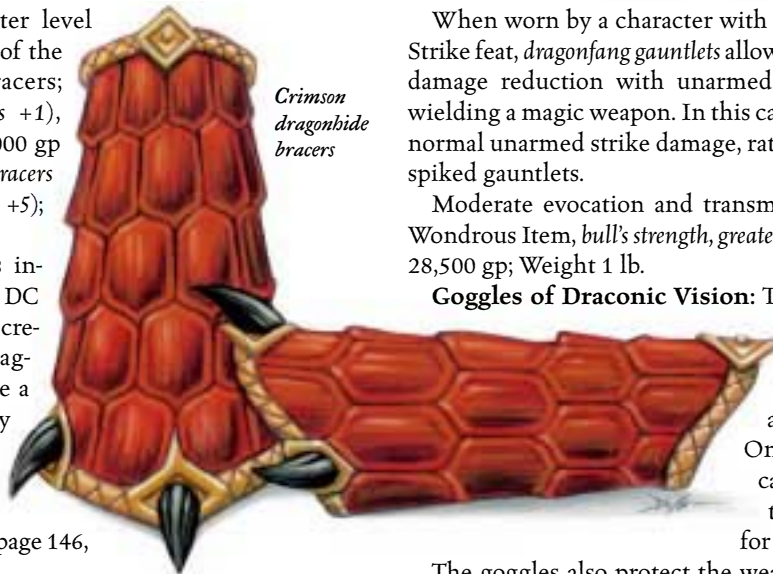 ter level
of the
racers;
s +1),
000 gp
racers
+5);
s in-
DC
cre-
ag-
e a
y
page 146,
Crimson
dragonhide
bracers
When worn by a character with
Strike feat, dragonfang gauntlets allow
damage reduction with unarmed
wielding a magic weapon. In this ca
normal unarmed strike damage, rat
spiked gauntlets.
Moderate evocation and transm
Wondrous Item, bull's strength, greate
28,500 gp; Weight 1 lb.
Goggles of Draconic Vision: T
a
On
ca
t
for
The goggles also protect the wea